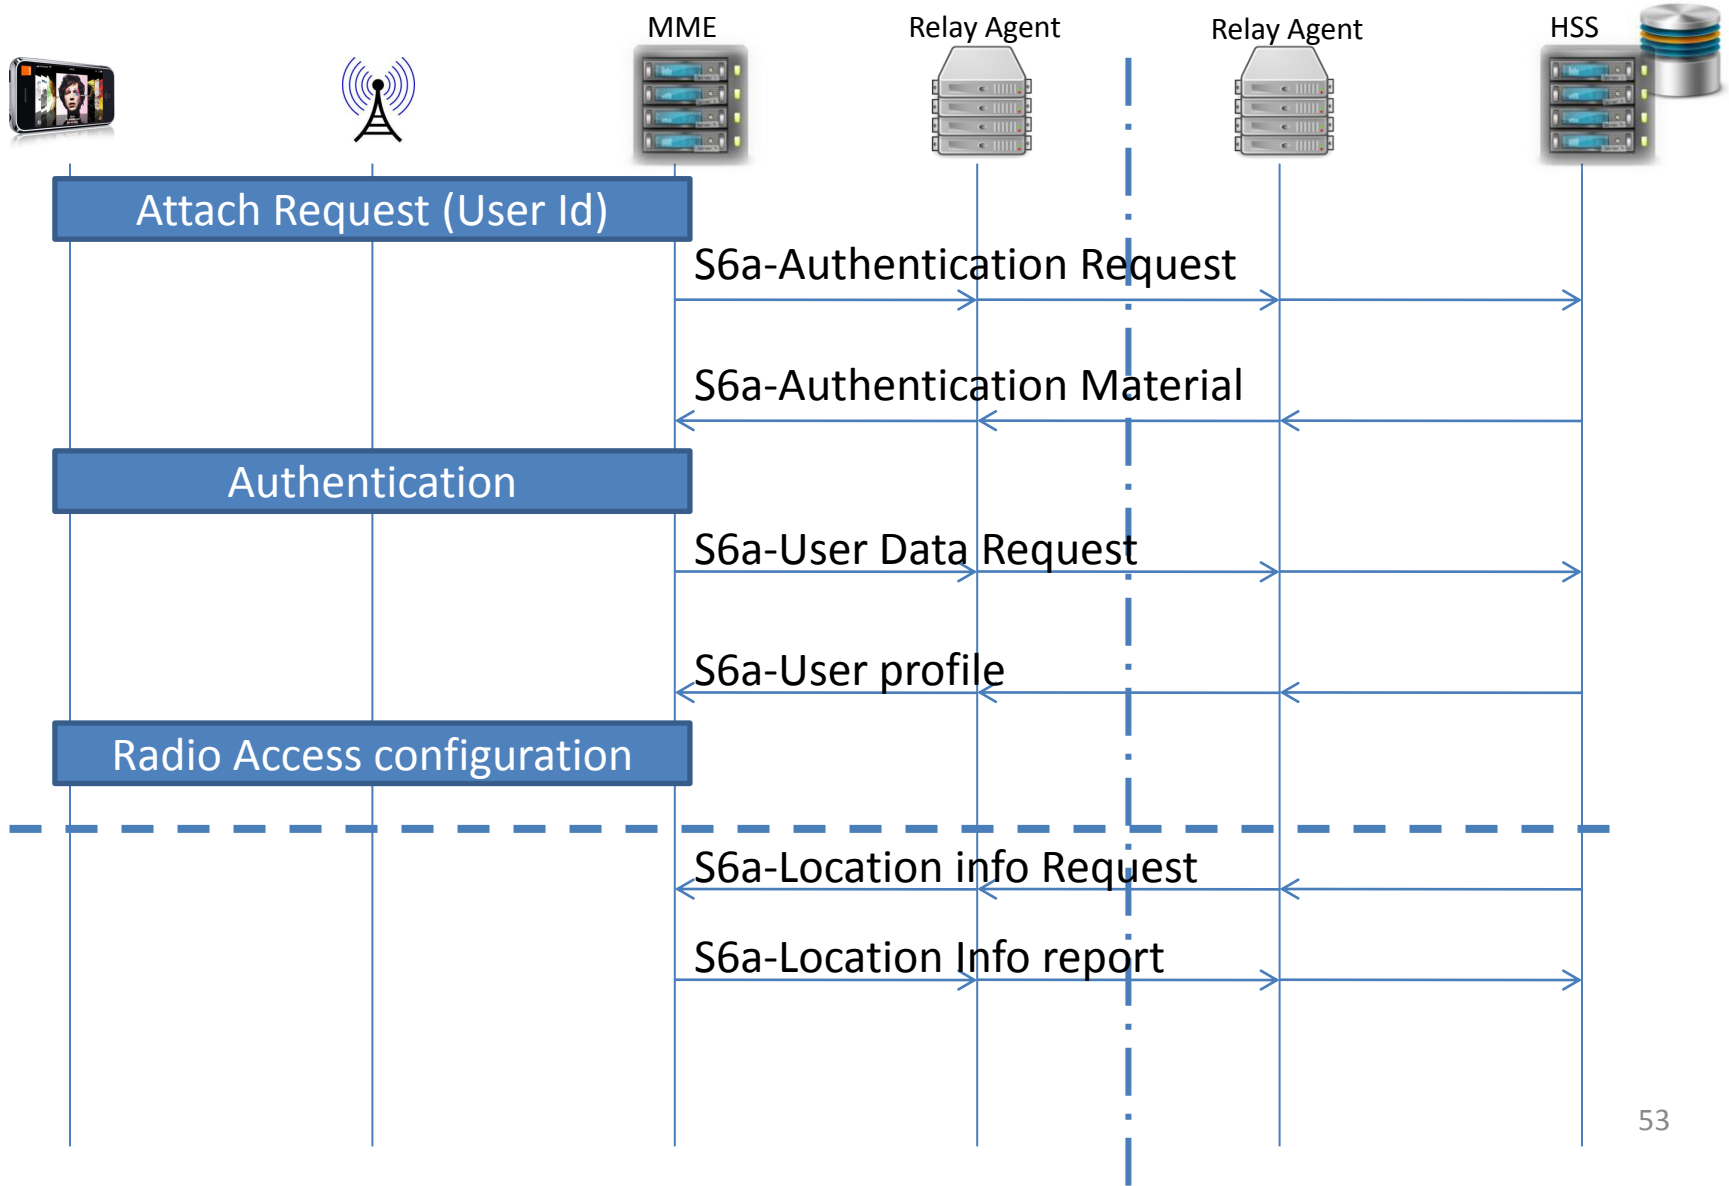 MME
Relay Agent
Relay Agent
HSS
Attach Request (User Id)
S6a-Authentication Request
S6a-Authentication Material
Authentication
S6a-User Data Request
S6a-User profile
Radio Access configuration
S6a-Location info Request
S6a-Location Info report
53